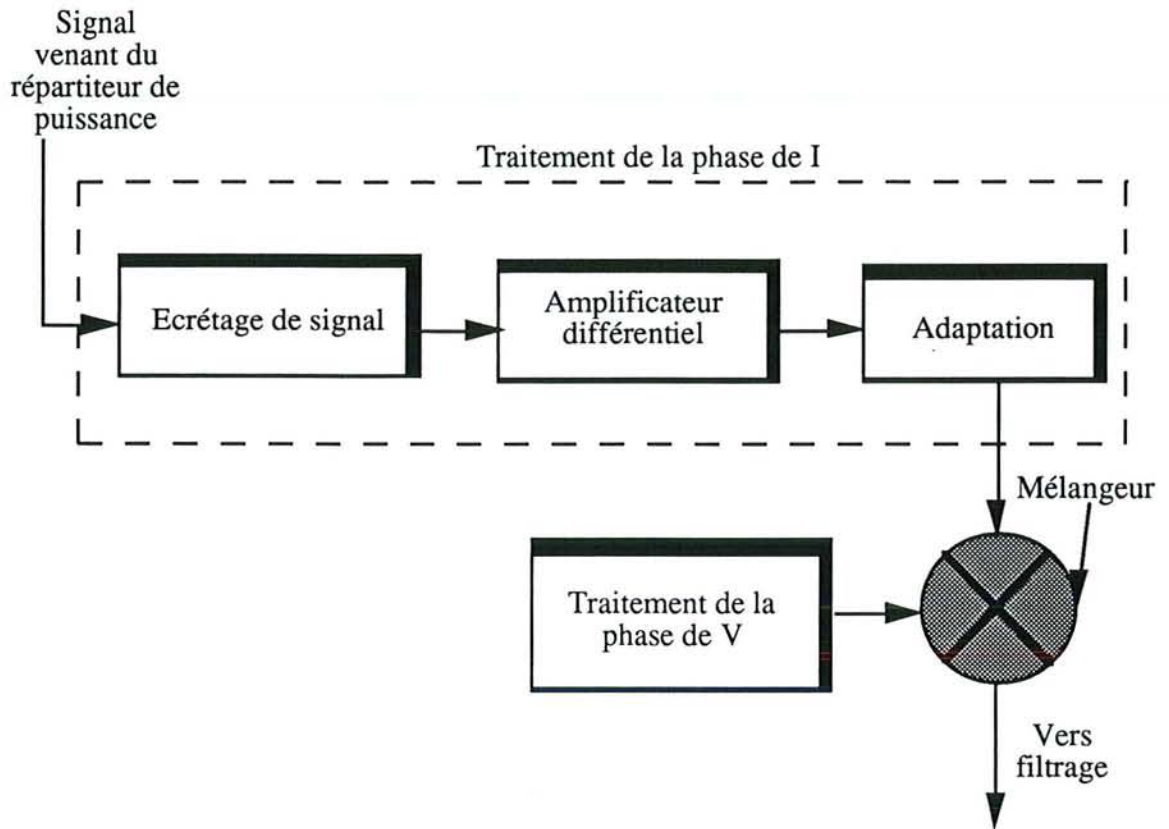 Signal
venant du
répartiteur de
puissance
Traitement de la phase de I
Ecrétage de signal
Amplificateur
différentiel
Adaptation
Mélangeur
Traitement de la
phase de V
Vers
filtrage